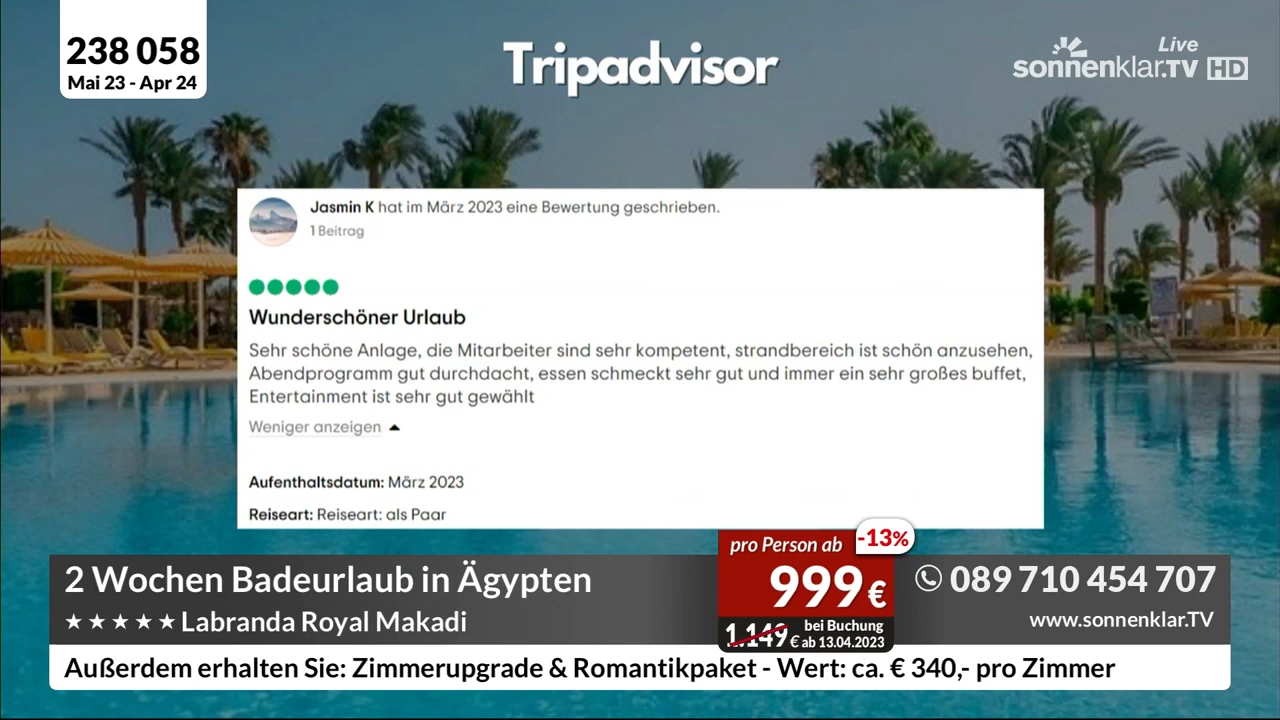 238 058
Mai 23 - Apr 24
Tripadvisor
Live
sonnenklar.TV HD
Jasmin K hat im März 2023 eine Bewertung geschrieben.
1 Beitrag
Wunderschöner Urlaub
Sehr schöne Anlage, die Mitarbeiter sind sehr kompetent, strandbereich ist schön anzusehen,
Abendprogramm gut durchdacht, essen schmeckt sehr gut und immer ein sehr großes buffet,
Entertainment ist sehr gut gewählt
Weniger anzeigen
Aufenthaltsdatum: März 2023
Reiseart: Reiseart: als Paar
2 Wochen Badeurlaub in Ägypten
★★★★★ Labranda Royal Makadi
pro Person ab
-13%
999 €
1.149 € bei Buchung
ab 13.04.2023
089 710 454 707
www.sonnenklar.TV
Außerdem erhalten Sie: Zimmerupgrade & Romantikpaket - Wert: ca. € 340,- pro Zimmer